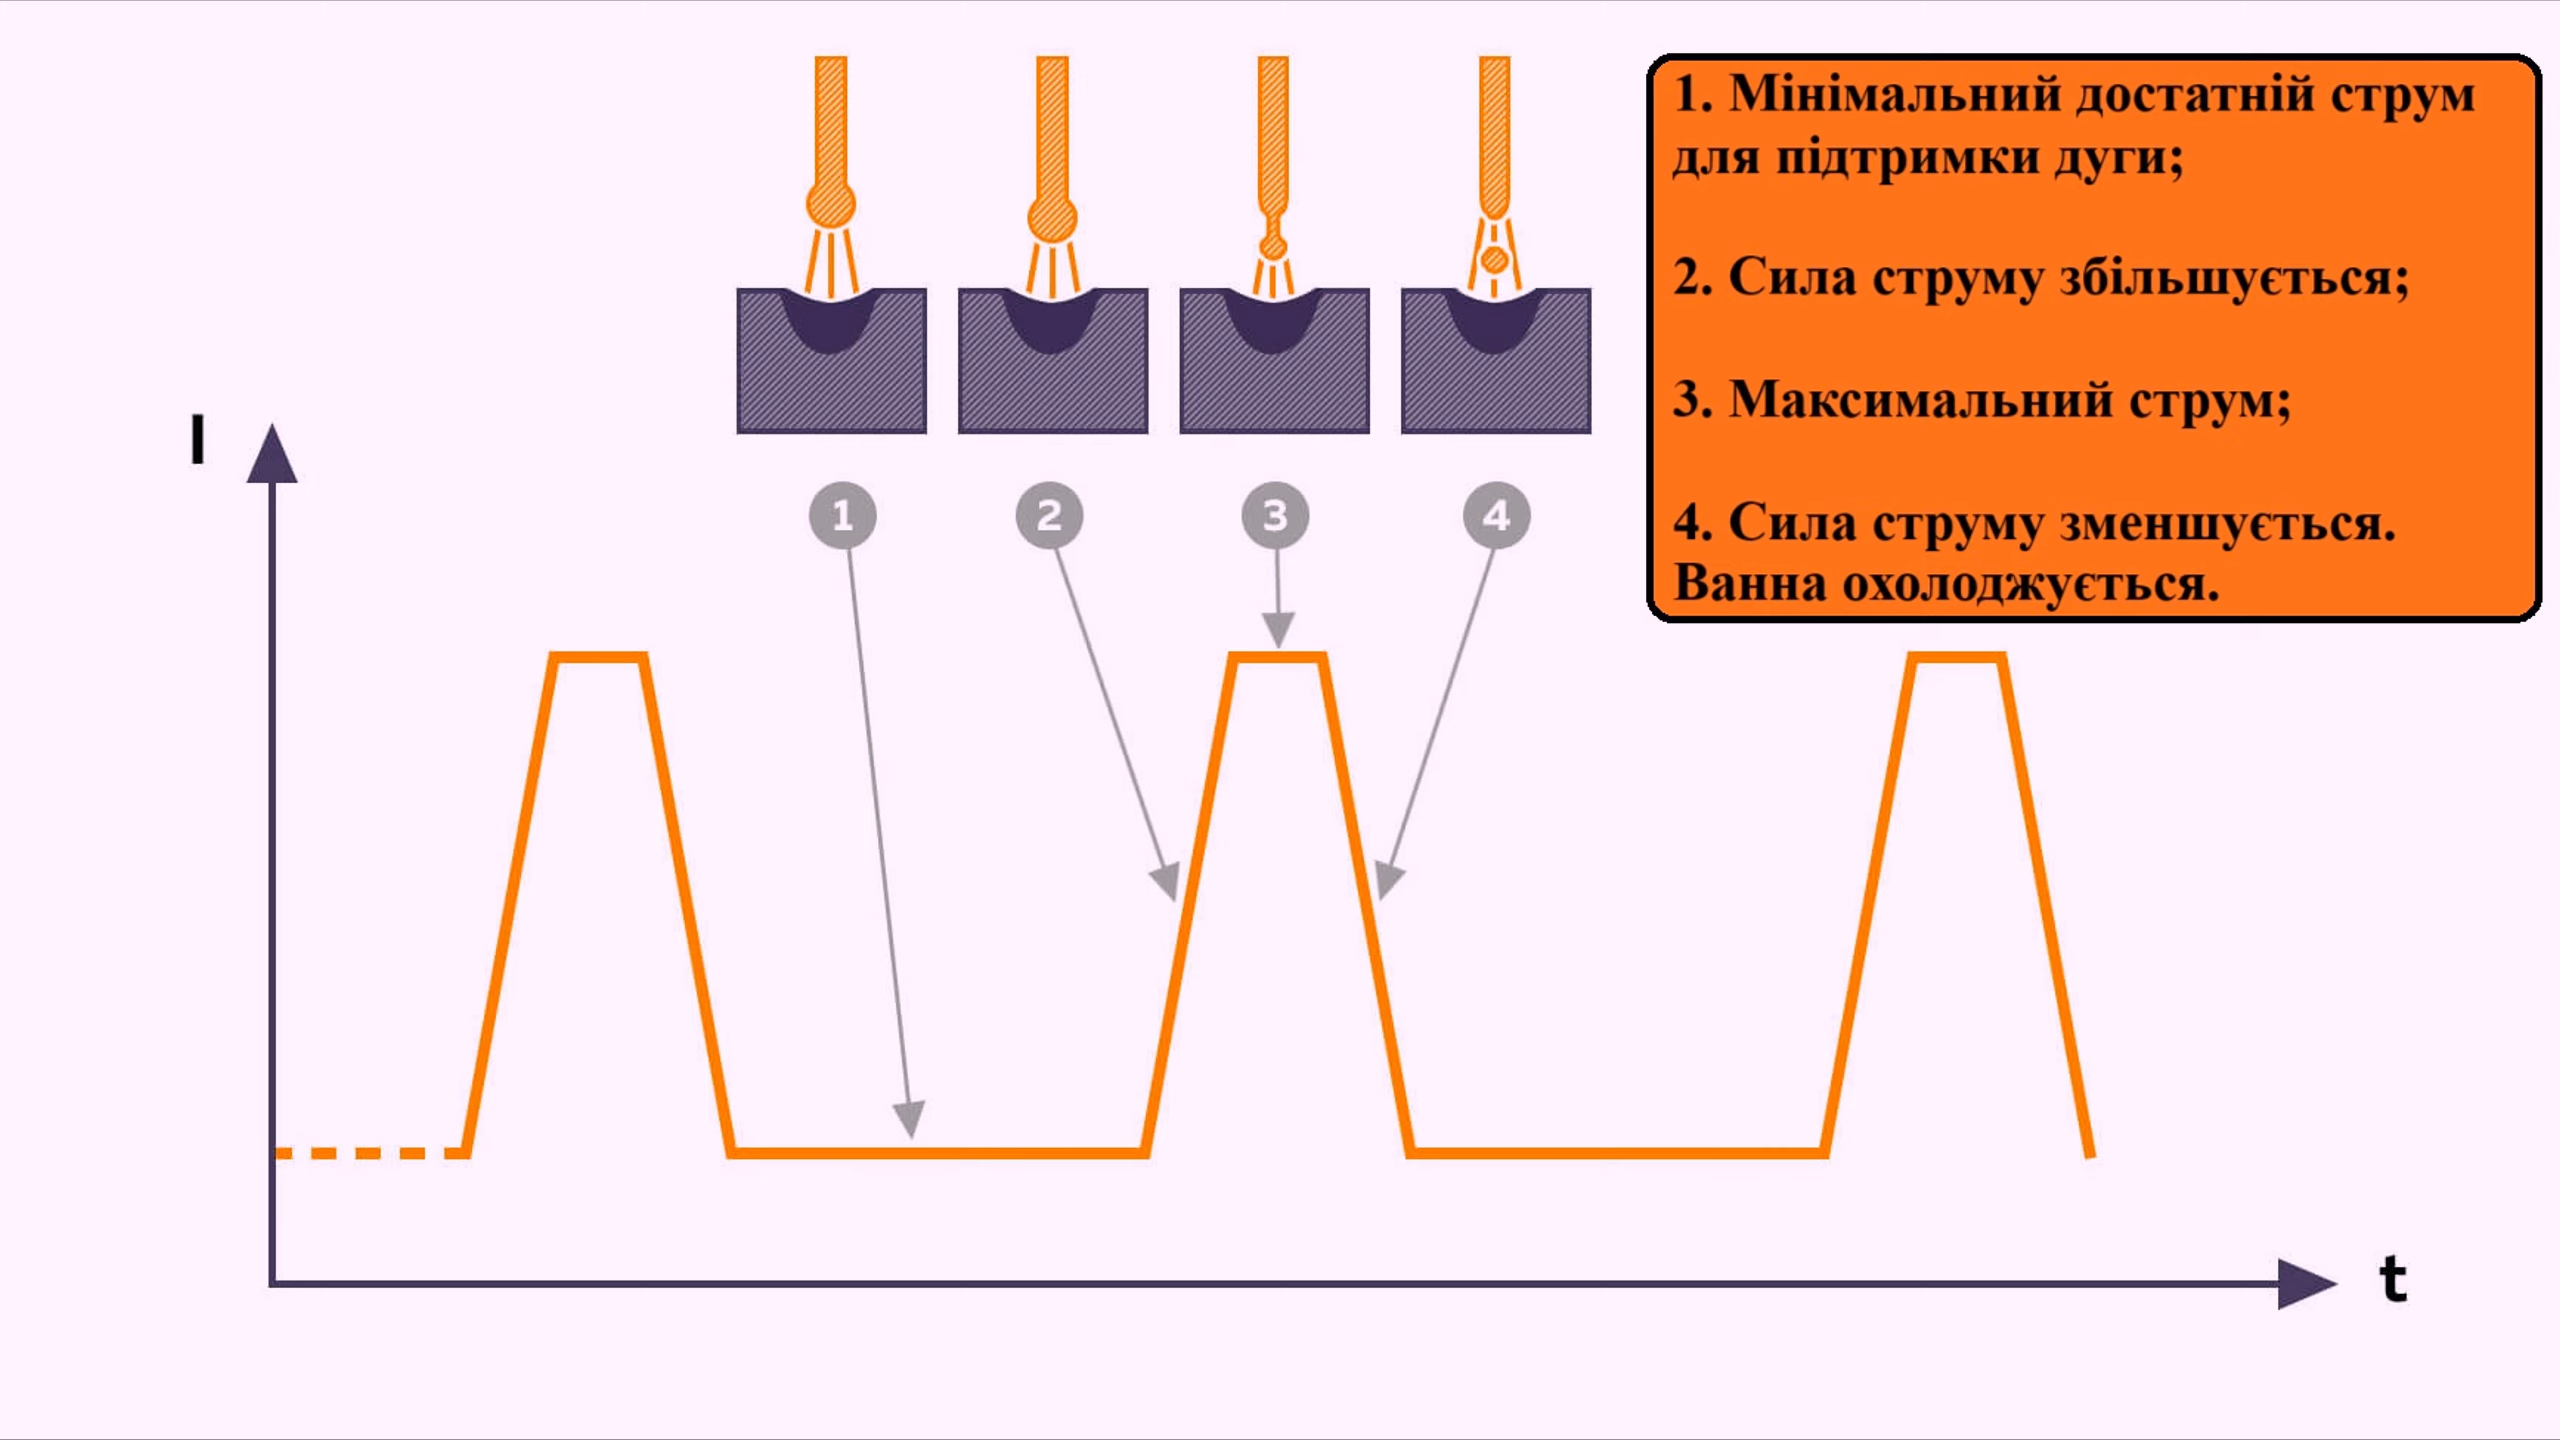 1. Мінімальний достатній струм
для підтримки дуги;
2. Сила струму збільшується;
3. Максимальний струм;
4. Сила струму зменшується.
Ванна охолоджується.
I
1 2 3 4
t